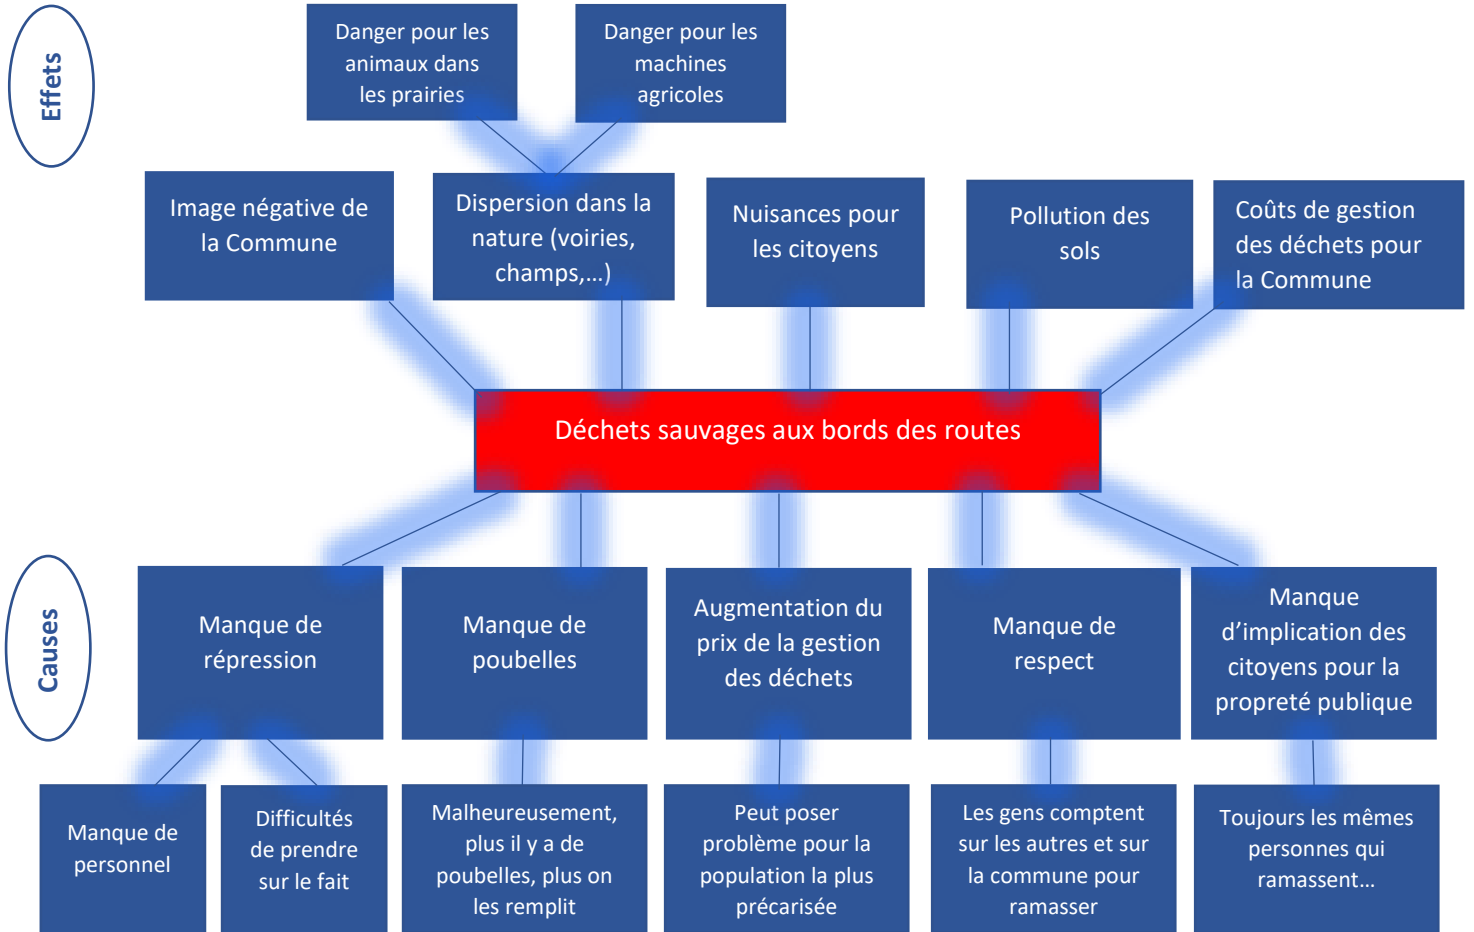 Effets
Danger pour les
animaux dans
les prairies
Danger pour les
machines
agricoles
Image négative de
la Commune
Dispersion dans la
nature (voiries,
champs,…)
Nuisances pour
les citoyens
Pollution des
sols
Coûts de gestion
des déchets pour
la Commune
Déchets sauvages aux bords des routes
Causes
Manque de
répression
Manque de
poubelles
Augmentation du
prix de la gestion
des déchets
Manque de
respect
Manque
d’implication des
citoyens pour la
propreté publique
Manque de
personnel
Difficultés
de prendre
sur le fait
Malheureusement,
plus il y a de
poubelles, plus on
les remplit
Peut poser
problème pour la
population la plus
précarisée
Les gens comptent
sur les autres et sur
la commune pour
ramasser
Toujours les mêmes
personnes qui
ramassent…